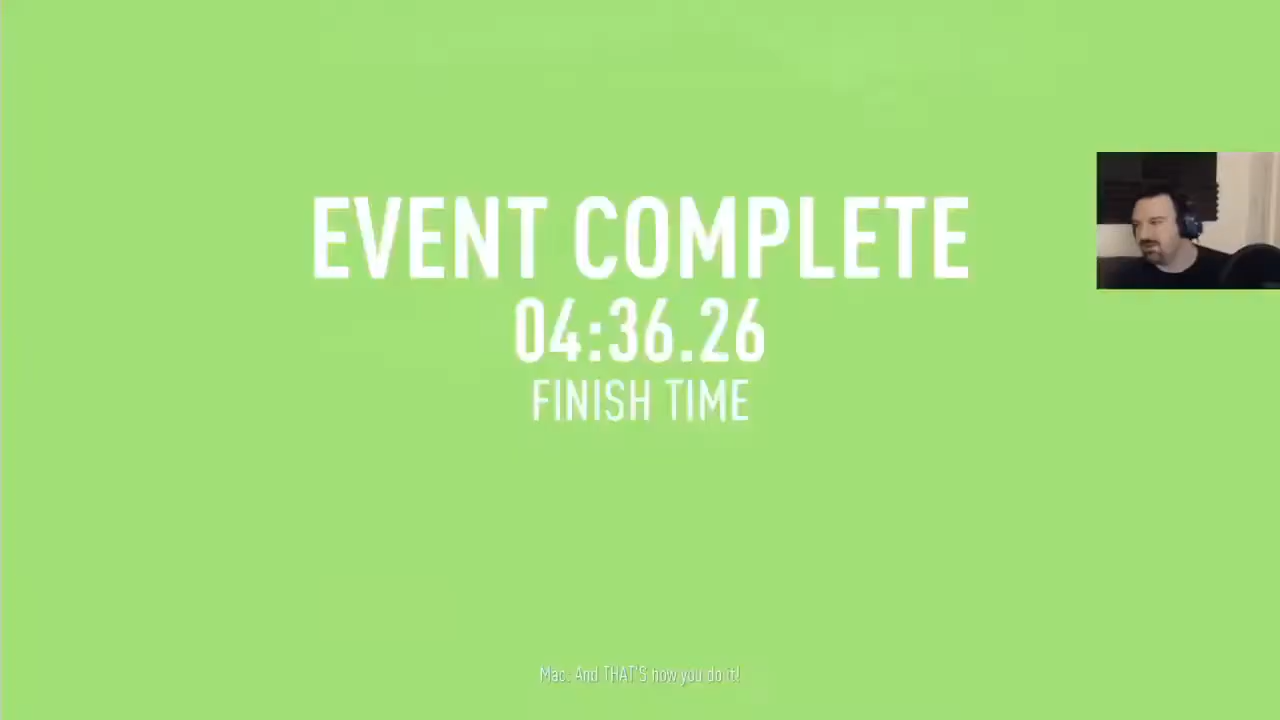 EVENT COMPLETE
04:36.26
FINISH TIME
Mac: And THAT'S how you do it!